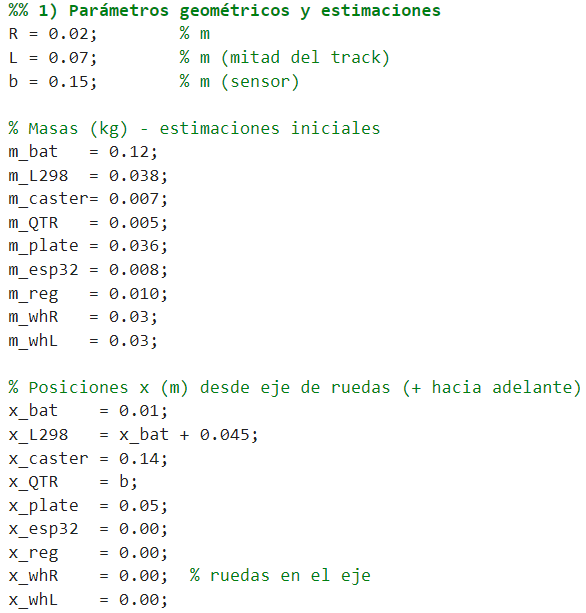 %% 1) Parámetros geométricos y estimaciones
R = 0.02;        % m
L = 0.07;        % m (mitad del track)
b = 0.15;        % m (sensor)
% Masas (kg) - estimaciones iniciales
m_bat   = 0.12;
m_L298  = 0.038;
m_caster= 0.007;
m_QTR   = 0.005;
m_plate = 0.036;
m_esp32 = 0.008;
m_reg   = 0.010;
m_whR   = 0.03;
m_whL   = 0.03;
% Posiciones x (m) desde eje de ruedas (+ hacia adelante)
x_bat    = 0.01;
x_L298   = x_bat + 0.045;
x_caster = 0.14;
x_QTR    = b;
x_plate  = 0.05;
x_esp32  = 0.00;
x_reg    = 0.00;
x_whR    = 0.00;  % ruedas en el eje
x_whL    = 0.00;